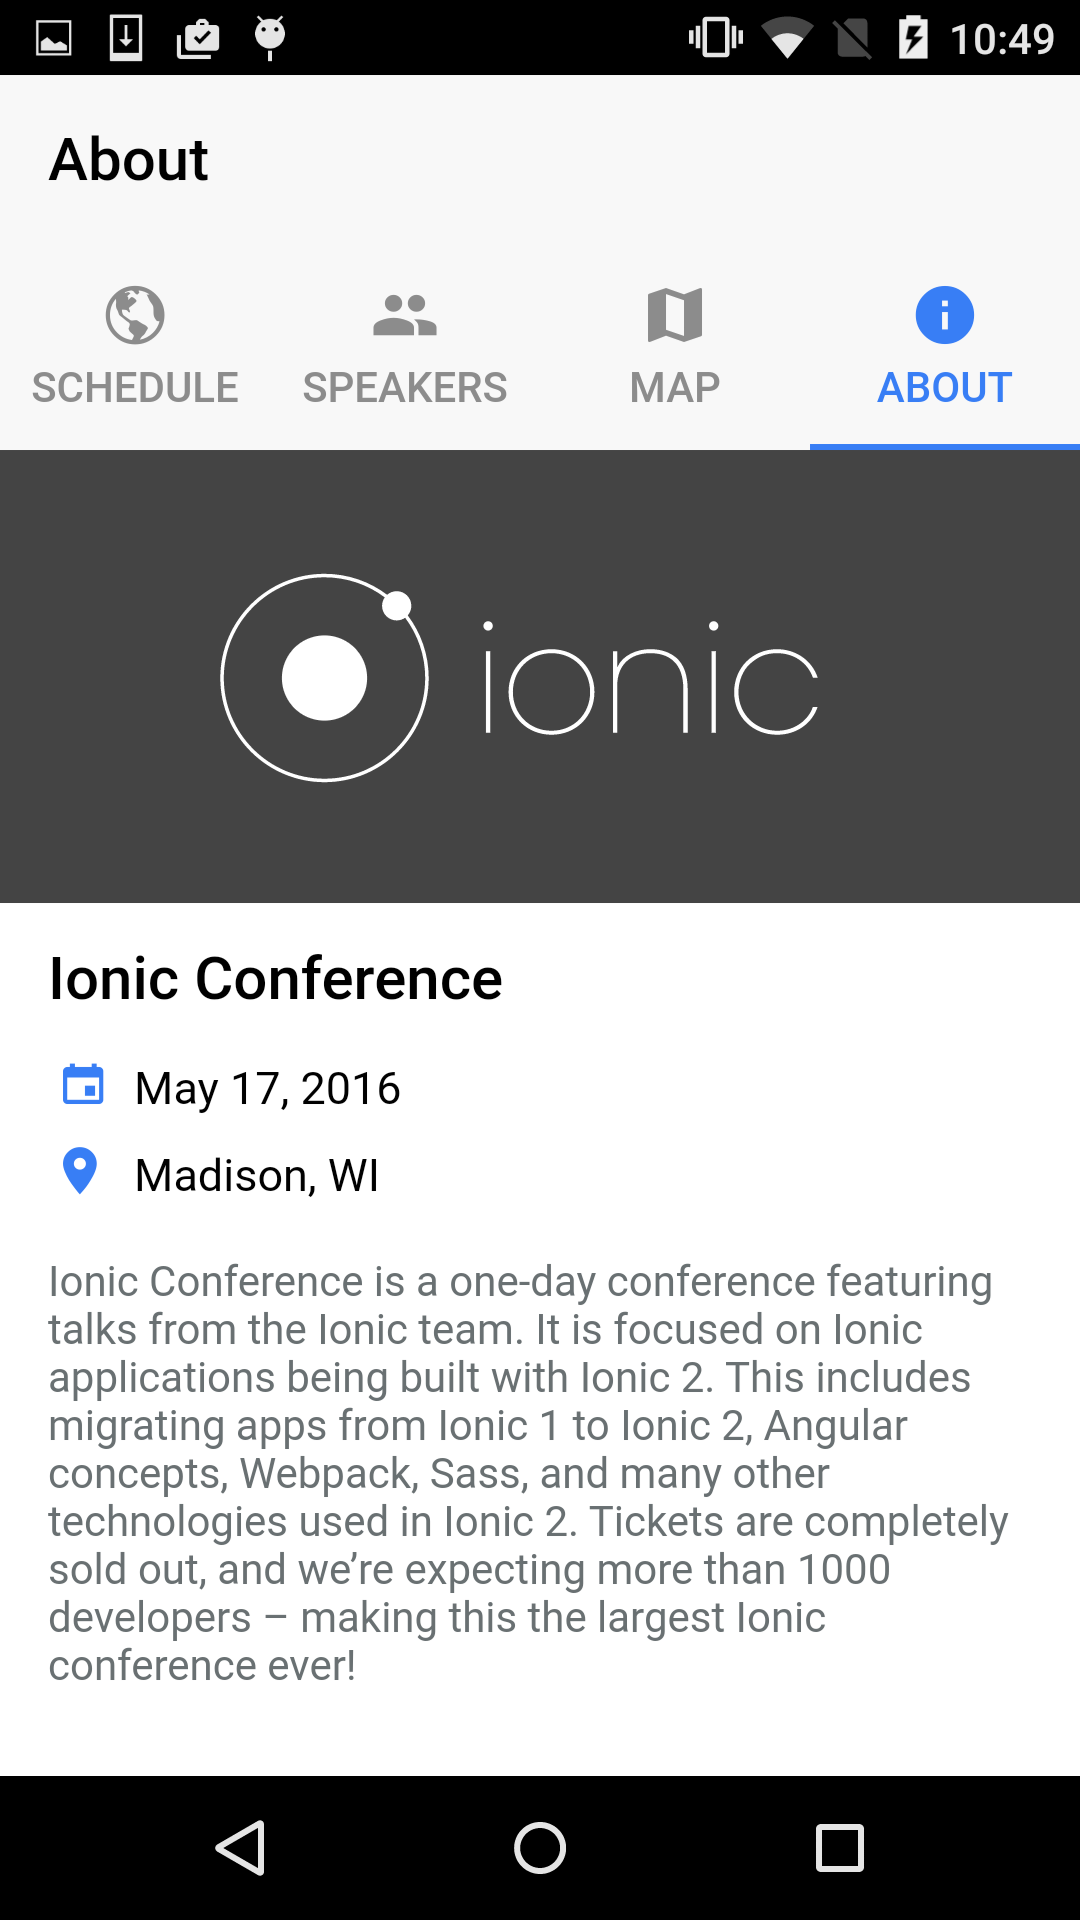 10:49
About
SCHEDULE
SPEAKERS
MAP
ABOUT
ionic
Ionic Conference
May 17, 2016
Madison, WI
Ionic Conference is a one-day conference featuring
talks from the Ionic team. It is focused on Ionic
applications being built with Ionic 2. This includes
migrating apps from Ionic 1 to Ionic 2, Angular
concepts, Webpack, Sass, and many other
technologies used in Ionic 2. Tickets are completely
sold out, and we’re expecting more than 1000
developers – making this the largest Ionic
conference ever!